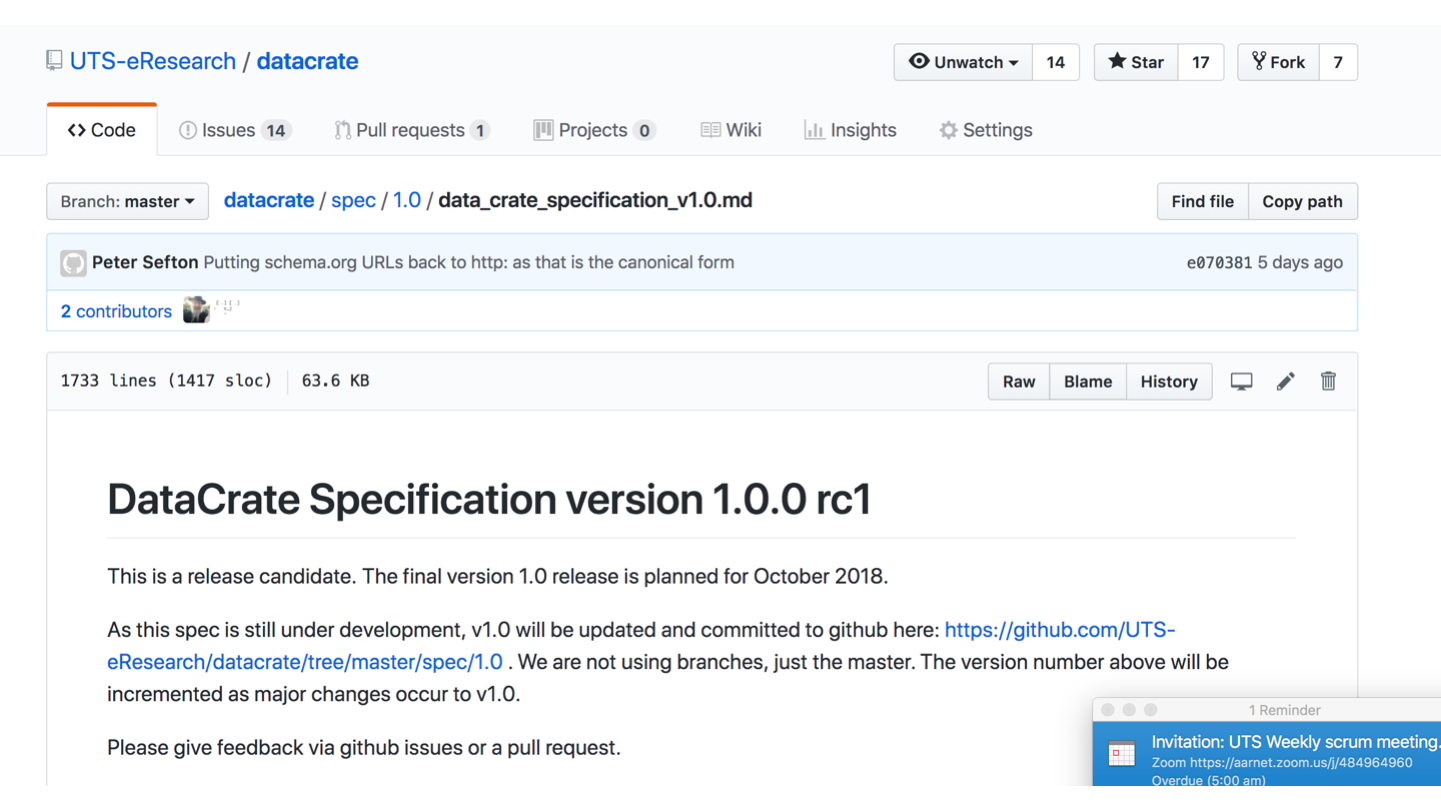 UTS-eResearch / datacrate
Unwatch 14 Star 17 Fork 7
Code Issues 14 Pull requests 1 Projects 0 Wiki Insights Settings
Branch: master datacrate / spec / 1.0 / data_crate_specification_v1.0.md Find file Copy path
Peter Sefton Putting schema.org URLs back to http: as that is the canonical form e070381 5 days ago
2 contributors
1733 lines (1417 sloc) 63.6 KB Raw Blame History
DataCrate Specification version 1.0.0 rc1
This is a release candidate. The final version 1.0 release is planned for October 2018.
As this spec is still under development, v1.0 will be updated and committed to github here: https://github.com/UTS-
eResearch/datacrate/tree/master/spec/1.0 . We are not using branches, just the master. The version number above will be
incremented as major changes occur to v1.0.
Please give feedback via github issues or a pull request.
1 Reminder
Invitation: UTS Weekly scrum meeting.
Zoom https://aarnet.zoom.us/j/484964960
Overdue (5:00 am)